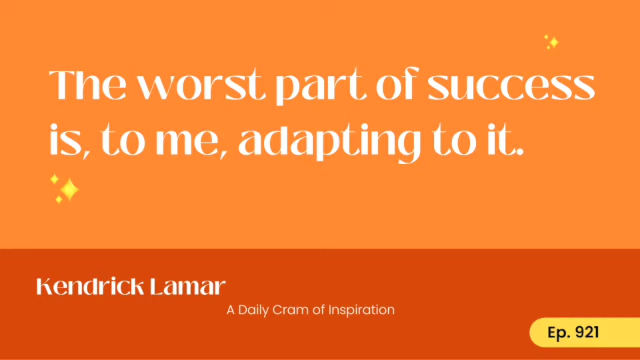 The worst part of success
is, to me, adapting to it.
Kendrick Lamar
A Daily Cram of Inspiration
Ep. 921